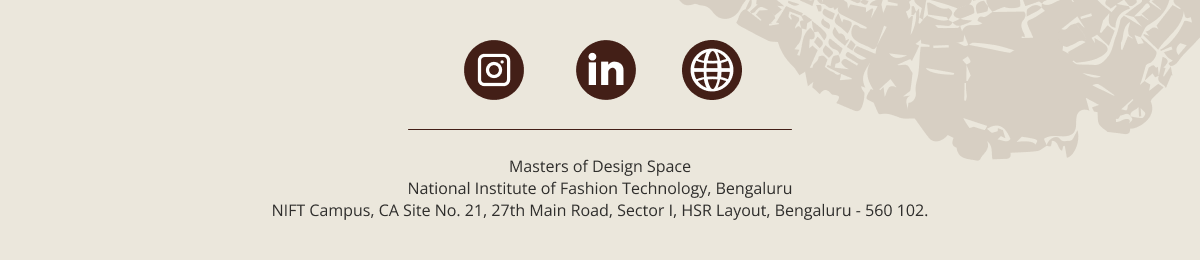 in
Masters of Design Space
National Institute of Fashion Technology, Bengaluru
NIFT Campus, CA Site No. 21, 27th Main Road, Sector I, HSR Layout, Bengaluru - 560 102.